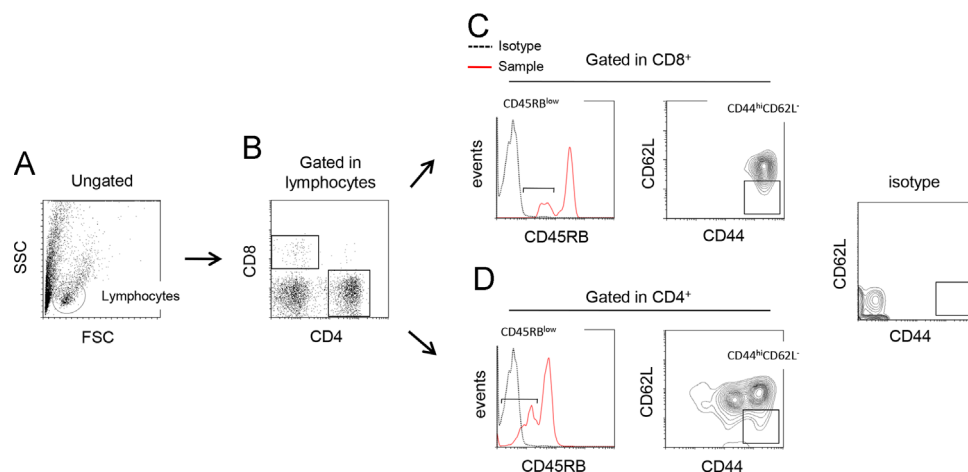 A
Ungated
SSC
Lymphocytes
FSC
B
Gated in
lymphocytes
CD8
CD4
C
Isotype
Sample
Gated in CD8⁺
CD45RBˡᵒʷ
events
CD45RB
CD44ʰⁱCD62L⁻
CD62L
CD44
D
Gated in CD4⁺
CD45RBˡᵒʷ
events
CD45RB
CD44ʰⁱCD62L⁻
CD62L
CD44
isotype
CD62L
CD44